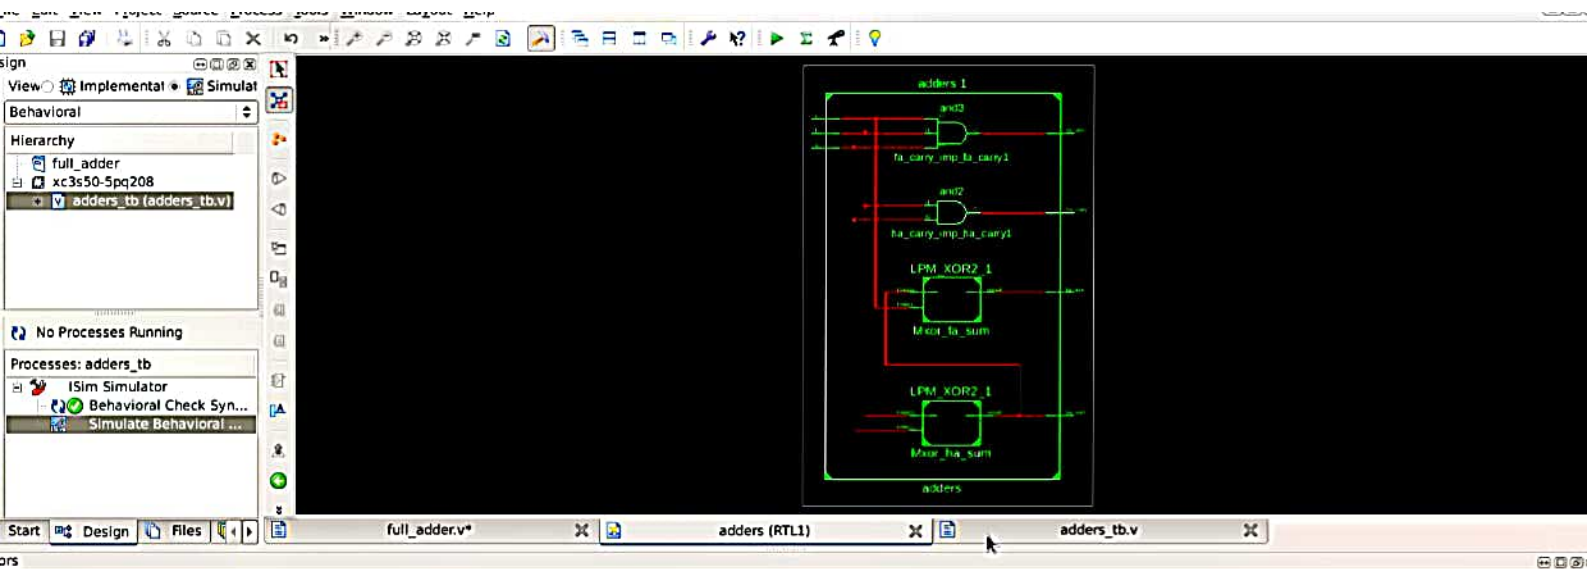 sign
View
Implementat
Simulat
Behavioral
Hierarchy
full_adder
xc3s50-5pq208
adders_tb (adders_tb.v)
No Processes Running
Processes: adders_tb
ISim Simulator
Behavioral Check Syn...
Simulate Behavioral ...
Start
Design
Files
adders 1
and3
fa_carry_imp_fa_carry1
and2
ha_carry_imp_ha_carry1
LPM_XOR2_1
Mxor_fa_sum
LPM_XOR2_1
Mxor_ha_sum
adders
full_adder.v*
adders (RTL1)
adders_tb.v
ors